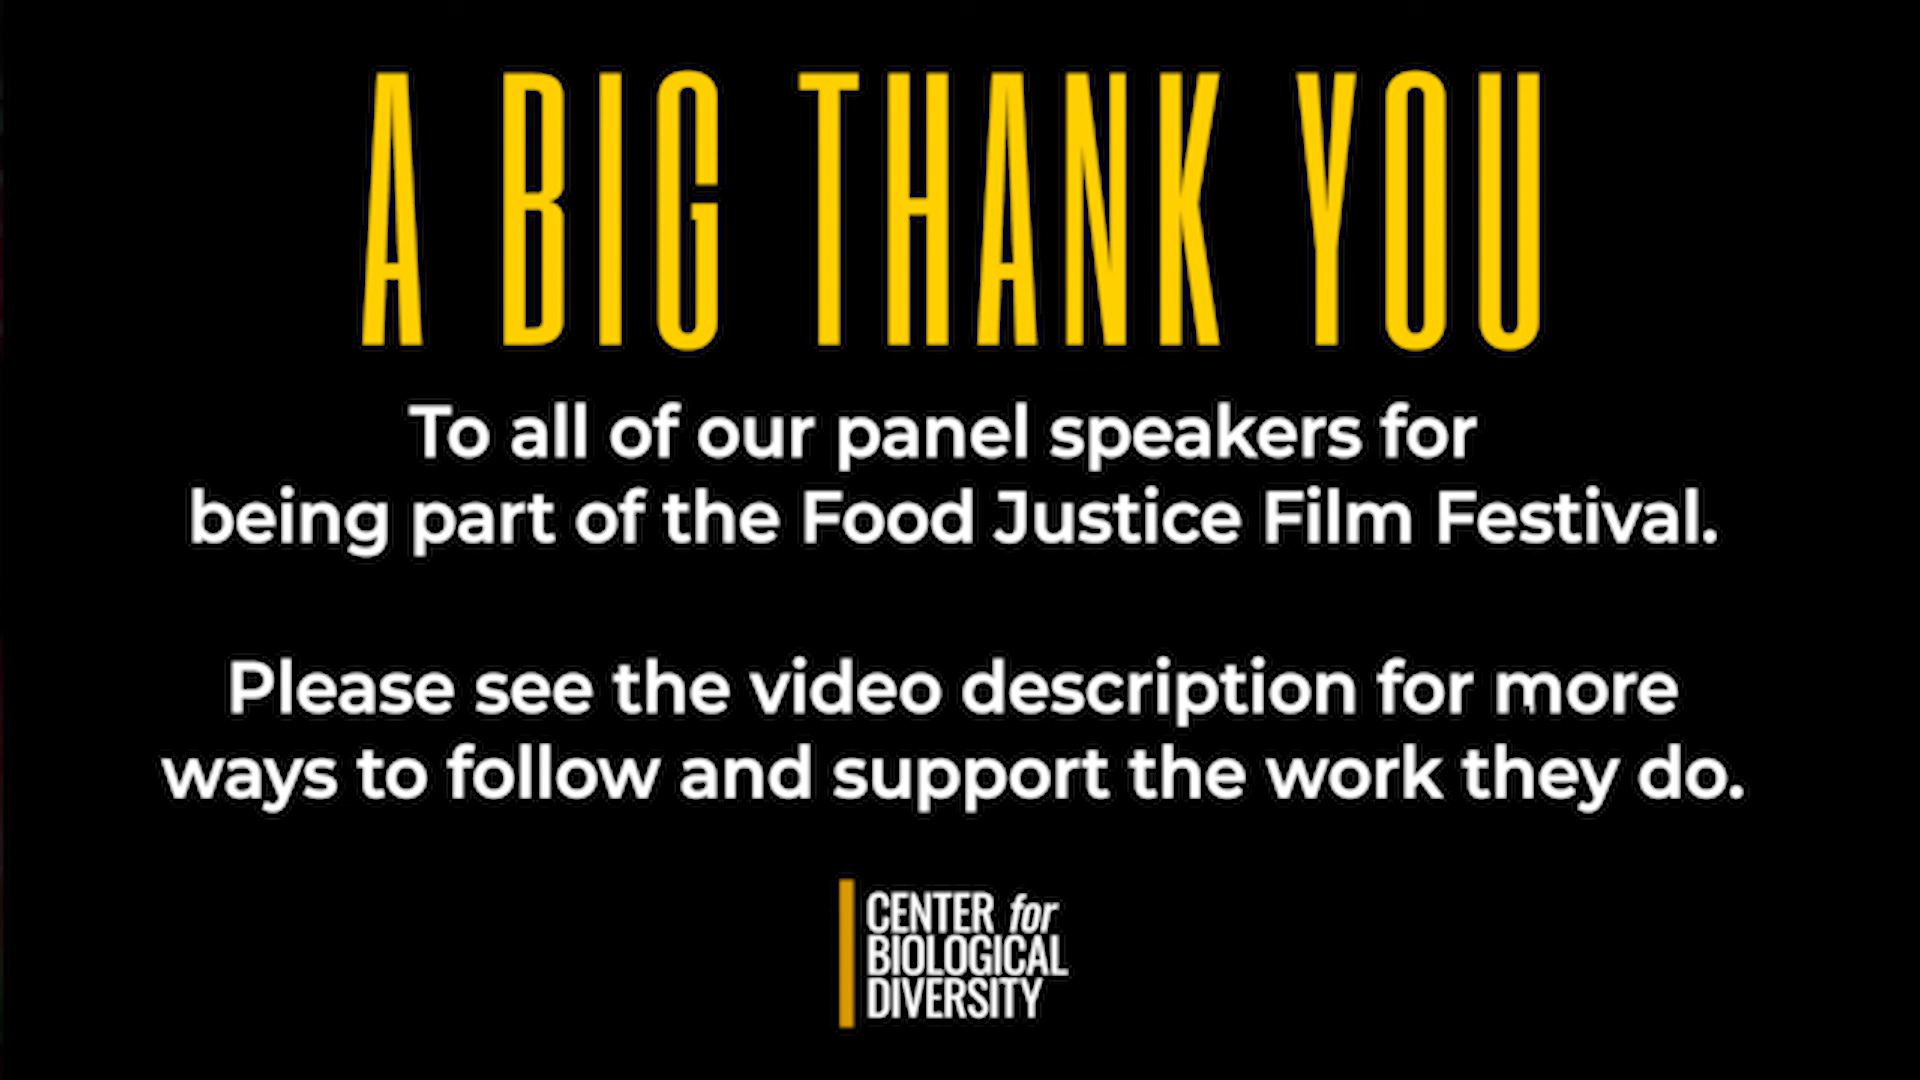 A BIG THANK YOU
To all of our panel speakers for
being part of the Food Justice Film Festival.
Please see the video description for more
ways to follow and support the work they do.
CENTER for
BIOLOGICAL
DIVERSITY